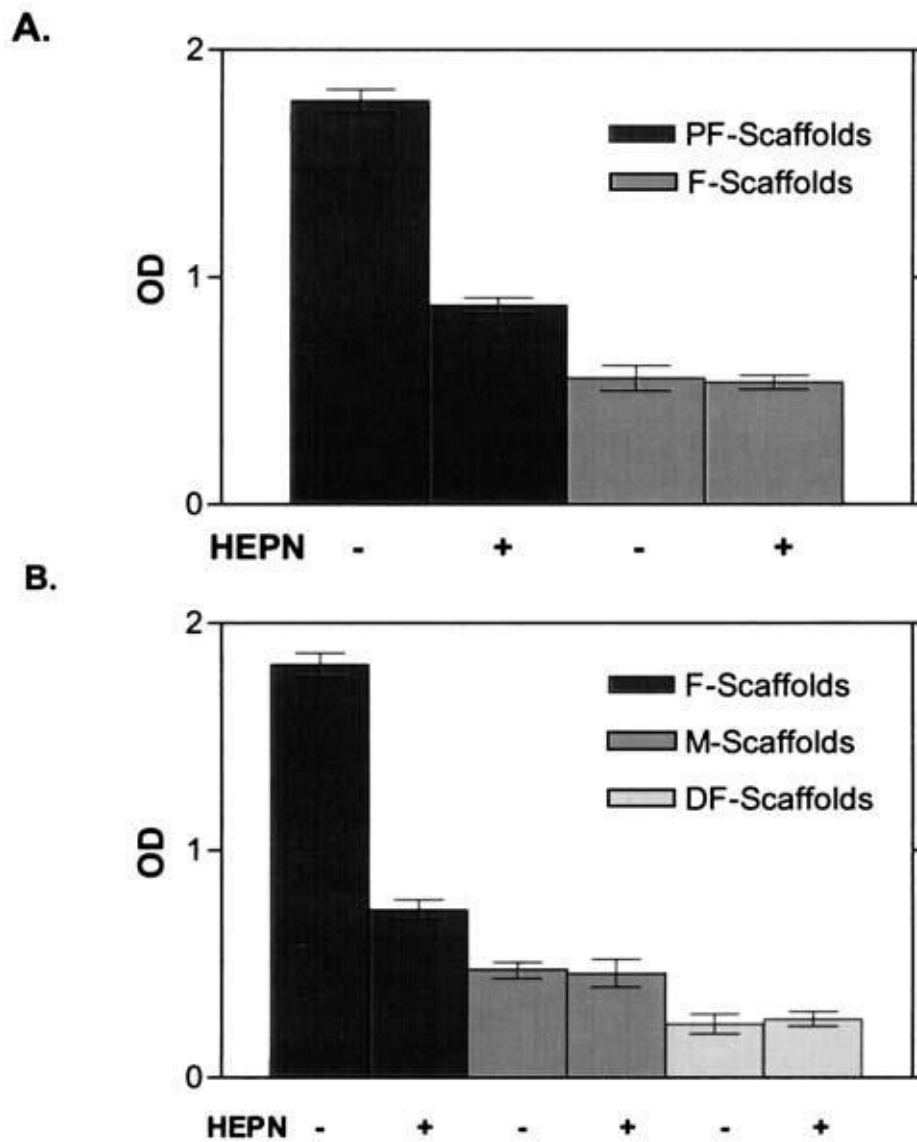 A.
2
PF-Scaffolds
F-Scaffolds
1
OD
0
HEPN - + - +
B.
2
F-Scaffolds
M-Scaffolds
DF-Scaffolds
1
OD
0
HEPN - + - + - +